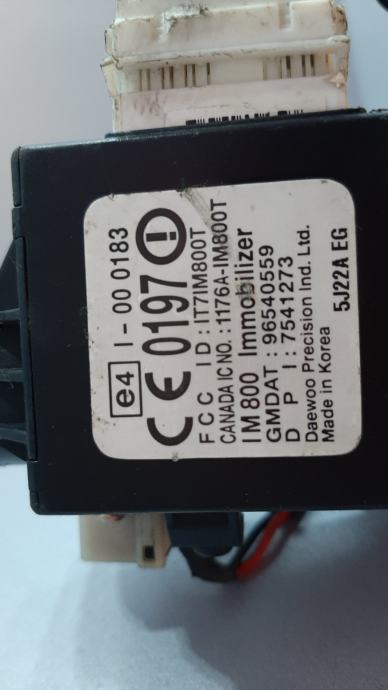 e4 I - 00 0183
CE 0197
FCC ID : IT7IM800T
CANADA IC NO. : 1176A-IM800T
IM 800 Immobilizer
GMDAT : 96540559
D P I : 7541273
Daewoo Precision Ind. Ltd.
Made in Korea 5J22A EG